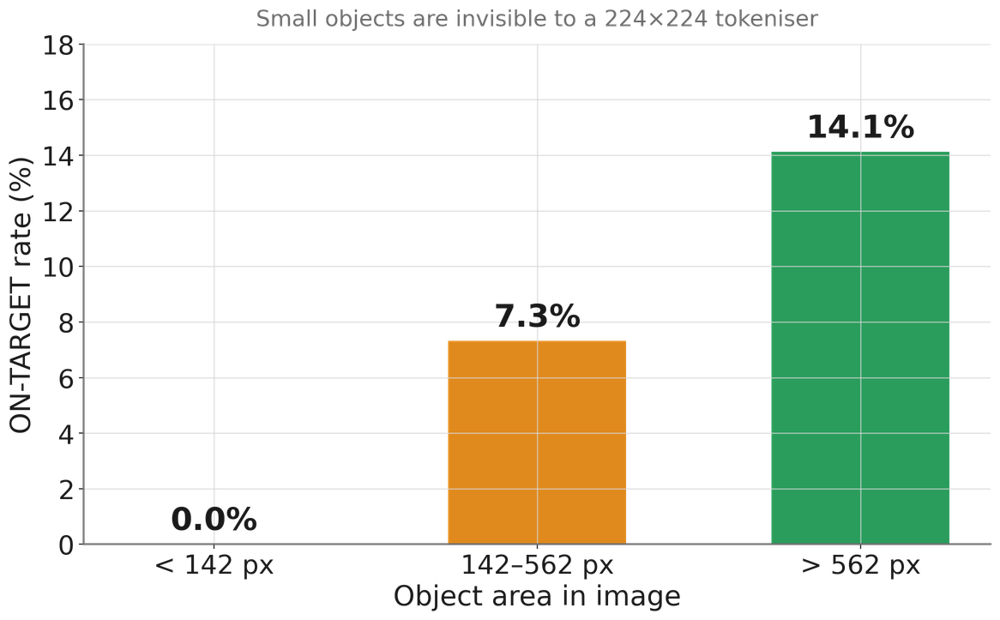 Small objects are invisible to a 224×224 tokeniser
ON-TARGET rate (%)
18
16
14
12
10
8
6
4
2
0
0.0%
7.3%
14.1%
< 142 px
142–562 px
> 562 px
Object area in image